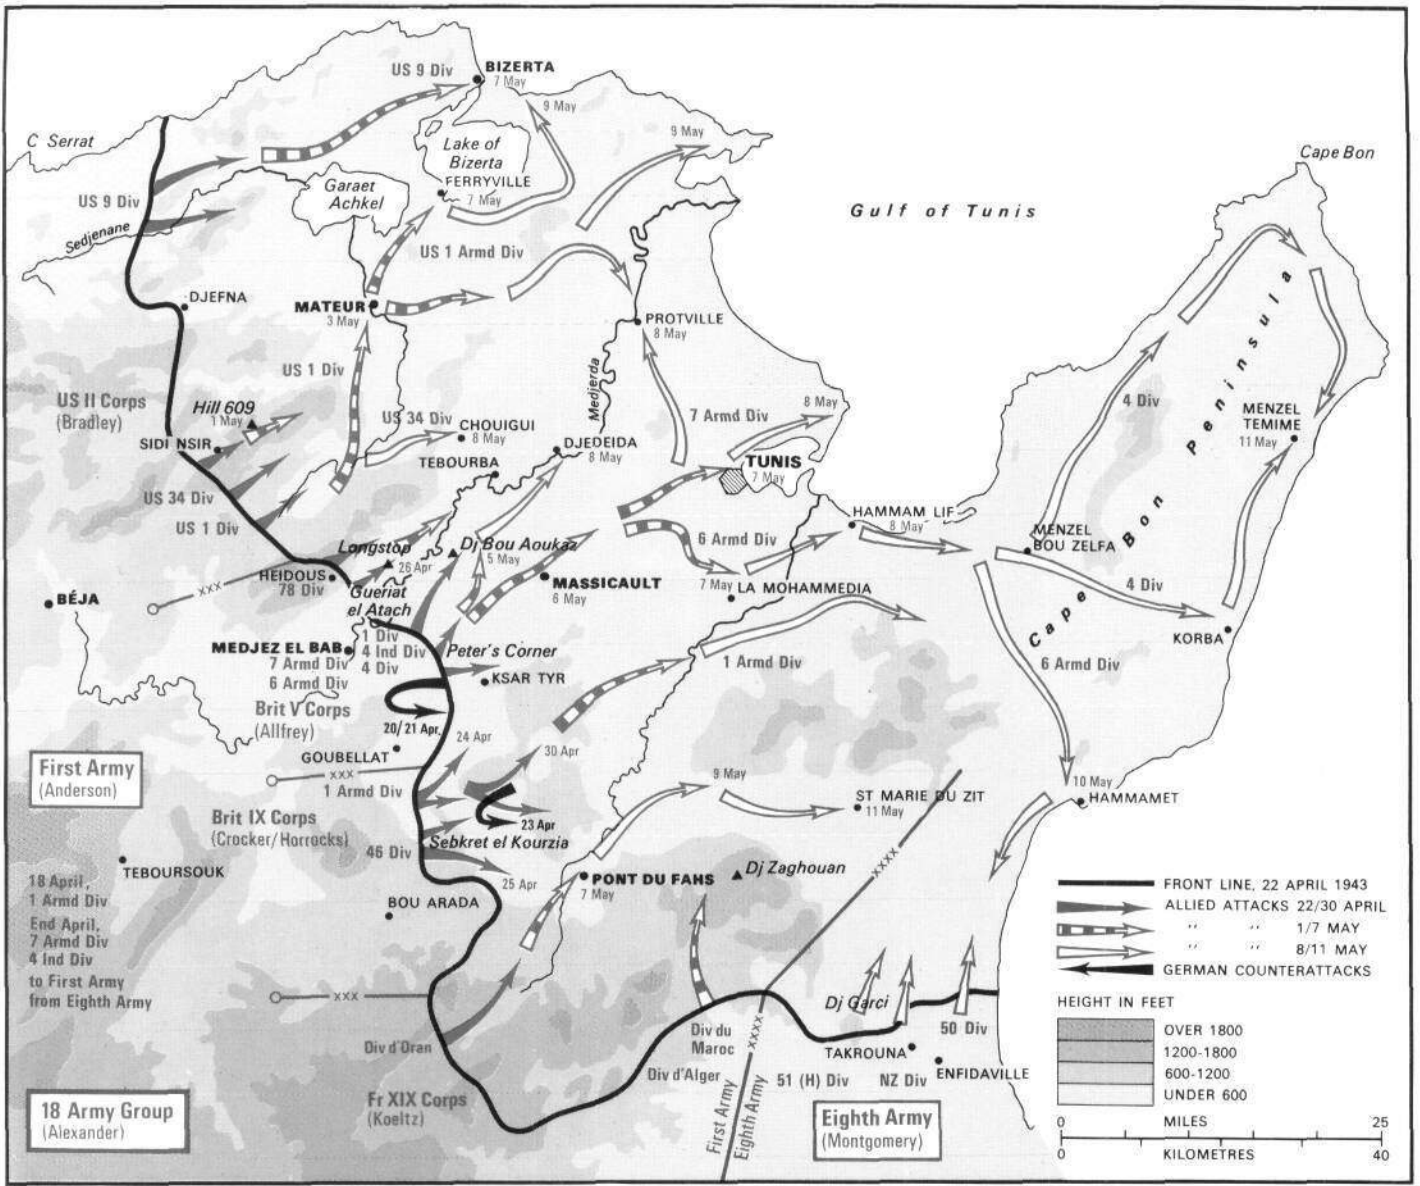 US 9 Div
BIZERTA
7 May
9 May
9 May
C Serrat
Lake of
Bizerta
FERRYVILLE
7 May
Garaet
Achkel
US 9 Div
Sedjenane
Cape Bon
Gulf of Tunis
US 1 Armd Div
DJEFNA
MATEUR
3 May
PROTVILLE
8 May
US 1 Div
Medjerda
Cape Bon Peninsula
US II Corps
(Bradley)
Hill 609
1 May
SIDI NSIR
US 34 Div
CHOUIGUI
8 May
7 Armd Div
8 May
4 Div
MENZEL
TEMIME
11 May
DJEDEIDA
8 May
TEBOURBA
TUNIS
7 May
US 34 Div
US 1 Div
HAMMAM LIF
8 May
6 Armd Div
MENZEL
BOU ZELFA
Longstop
26 Apr
Dj Bou Aoukaz
5 May
XXX
HEIDOUS
78 Div
MASSICAULT
6 May
7 May
LA MOHAMMEDIA
4 Div
BÉJA
Gueriat
el Atach
1 Div
4 Ind Div
4 Div
MEDJEZ EL BAB
7 Armd Div
6 Armd Div
Peter's Corner
KSAR TYR
1 Armd Div
KORBA
6 Armd Div
Brit V Corps
(Allfrey)
20/21 Apr.
24 Apr
30 Apr
GOUBELLAT
XXX
1 Armd Div
First Army
(Anderson)
9 May
10 May
HAMMAMET
ST MARIE DU ZIT
11 May
Brit IX Corps
(Crocker/Horrocks)
23 Apr
Sebkret el Kourzia
46 Div
25 Apr
XXXX
TEBOURSOUK
18 April,
1 Armd Div
End April,
7 Armd Div
4 Ind Div
to First Army
from Eighth Army
BOU ARADA
PONT DU FAHS
7 May
Dj Zaghouan
XXX
Dj Garci
50 Div
Div d'Oran
Div du
Maroc
Div d'Alger
XXXX
TAKROUNA
ENFIDAVILLE
51 (H) Div
NZ Div
Fr XIX Corps
(Koeltz)
First Army
Eighth Army
18 Army Group
(Alexander)
Eighth Army
(Montgomery)
FRONT LINE, 22 APRIL 1943
ALLIED ATTACKS 22/30 APRIL
" " 1/7 MAY
" " 8/11 MAY
GERMAN COUNTERATTACKS
HEIGHT IN FEET
OVER 1800
1200-1800
600-1200
UNDER 600
0 MILES 25
0 KILOMETRES 40